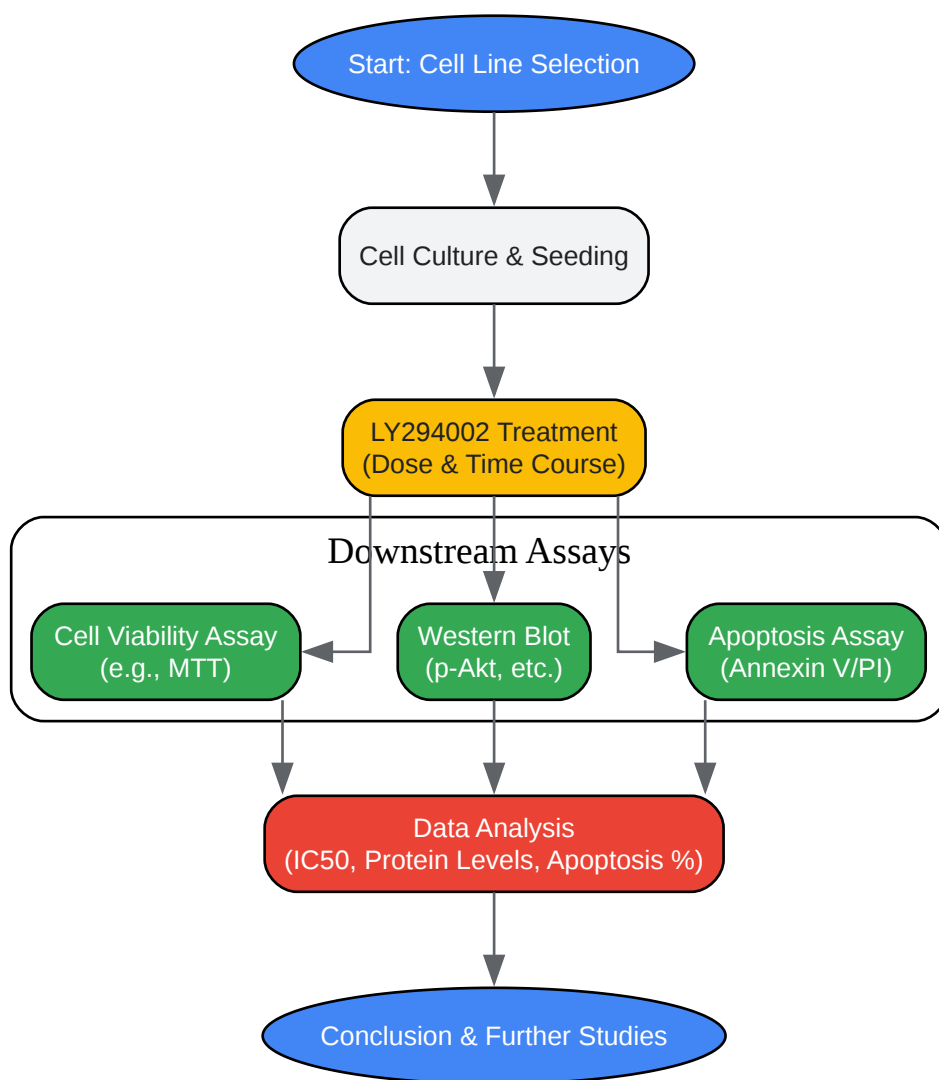 Start: Cell Line Selection
Cell Culture & Seeding
LY294002 Treatment
(Dose & Time Course)
Downstream Assays
Cell Viability Assay
(e.g., MTT)
Western Blot
(p-Akt, etc.)
Apoptosis Assay
(Annexin V/PI)
Data Analysis
(IC50, Protein Levels, Apoptosis %)
Conclusion & Further Studies